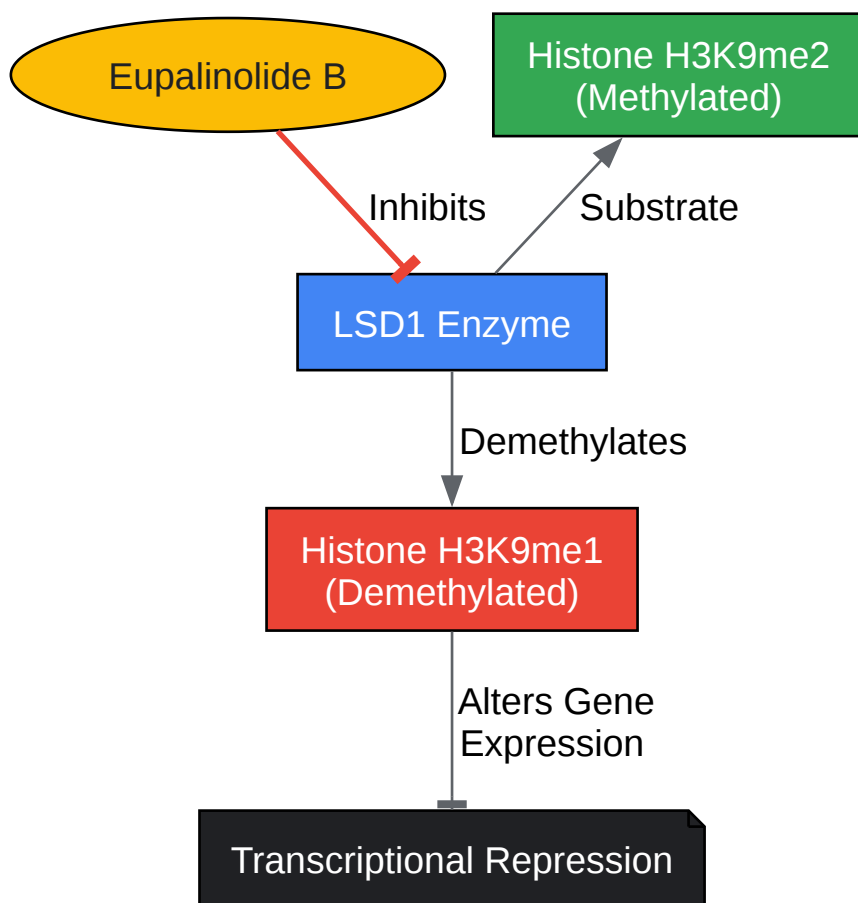 Eupalinolide B
Histone H3K9me2
(Methylated)
Inhibits
Substrate
LSD1 Enzyme
Demethylates
Histone H3K9me1
(Demethylated)
Alters Gene
Expression
Transcriptional Repression